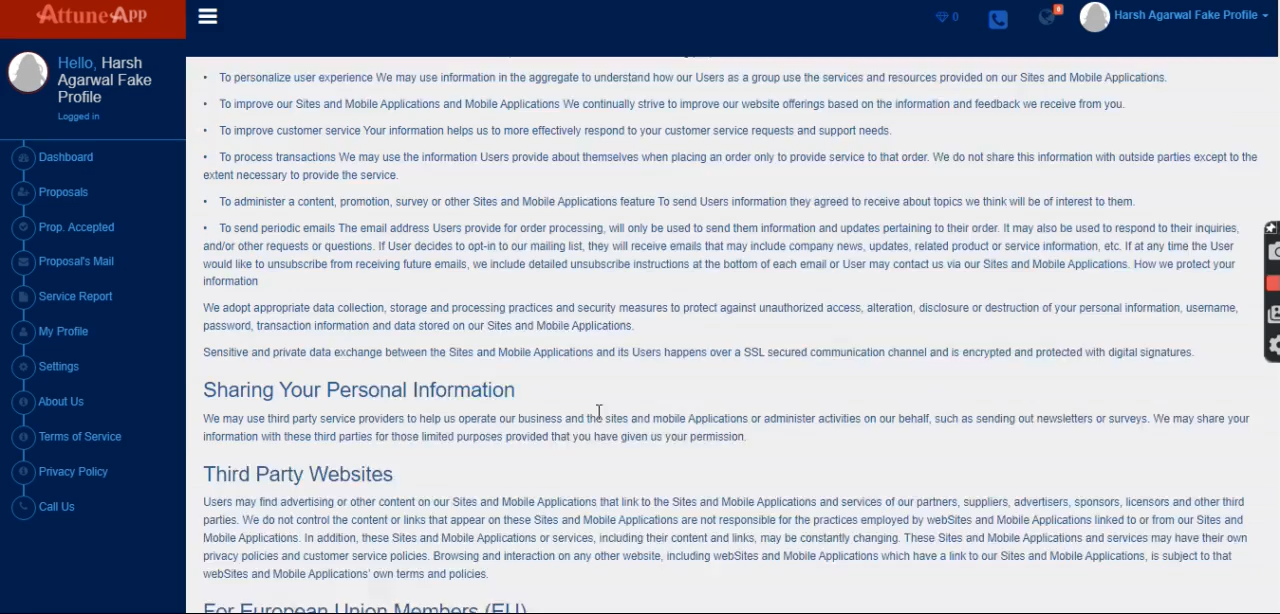 AttuneApp
0
0
Harsh Agarwal Fake Profile
Hello, Harsh
Agarwal Fake
Profile
Logged in
Dashboard
Proposals
Prop. Accepted
Proposal's Mail
Service Report
My Profile
Settings
About Us
Terms of Service
Privacy Policy
Call Us
• To personalize user experience We may use information in the aggregate to understand how our Users as a group use the services and resources provided on our Sites and Mobile Applications.
• To improve our Sites and Mobile Applications and Mobile Applications We continually strive to improve our website offerings based on the information and feedback we receive from you.
• To improve customer service Your information helps us to more effectively respond to your customer service requests and support needs.
• To process transactions We may use the information Users provide about themselves when placing an order only to provide service to that order. We do not share this information with outside parties except to the
extent necessary to provide the service.
• To administer a content, promotion, survey or other Sites and Mobile Applications feature To send Users information they agreed to receive about topics we think will be of interest to them.
• To send periodic emails The email address Users provide for order processing, will only be used to send them information and updates pertaining to their order. It may also be used to respond to their inquiries,
and/or other requests or questions. If User decides to opt-in to our mailing list, they will receive emails that may include company news, updates, related product or service information, etc. If at any time the User
would like to unsubscribe from receiving future emails, we include detailed unsubscribe instructions at the bottom of each email or User may contact us via our Sites and Mobile Applications. How we protect your
information
We adopt appropriate data collection, storage and processing practices and security measures to protect against unauthorized access, alteration, disclosure or destruction of your personal information, username,
password, transaction information and data stored on our Sites and Mobile Applications.
Sensitive and private data exchange between the Sites and Mobile Applications and its Users happens over a SSL secured communication channel and is encrypted and protected with digital signatures.
Sharing Your Personal Information
We may use third party service providers to help us operate our business and the sites and mobile Applications or administer activities on our behalf, such as sending out newsletters or surveys. We may share your
information with these third parties for those limited purposes provided that you have given us your permission.
Third Party Websites
Users may find advertising or other content on our Sites and Mobile Applications that link to the Sites and Mobile Applications and services of our partners, suppliers, advertisers, sponsors, licensors and other third
parties. We do not control the content or links that appear on these Sites and Mobile Applications are not responsible for the practices employed by webSites and Mobile Applications linked to or from our Sites and
Mobile Applications. In addition, these Sites and Mobile Applications or services, including their content and links, may be constantly changing. These Sites and Mobile Applications and services may have their own
privacy policies and customer service policies. Browsing and interaction on any other website, including webSites and Mobile Applications which have a link to our Sites and Mobile Applications, is subject to that
webSites and Mobile Applications' own terms and policies.
For European Union Members (EU)